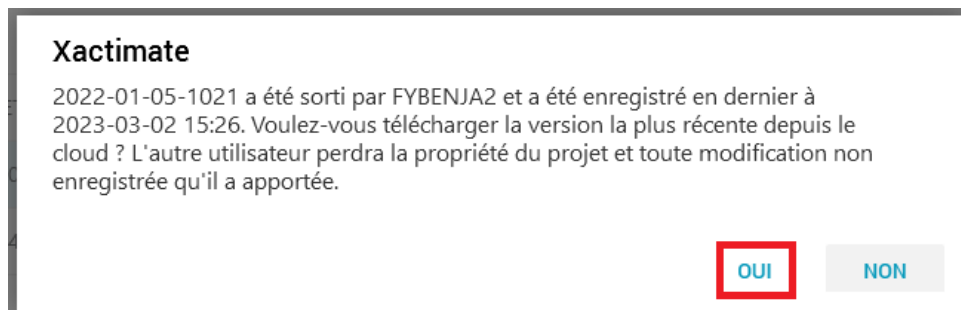 Xactimate
2022-01-05-1021 a été sorti par FYBENJA2 et a été enregistré en dernier à
2023-03-02 15:26. Voulez-vous télécharger la version la plus récente depuis le
cloud ? L'autre utilisateur perdra la propriété du projet et toute modification non
enregistrée qu'il a apportée.
OUI
NON